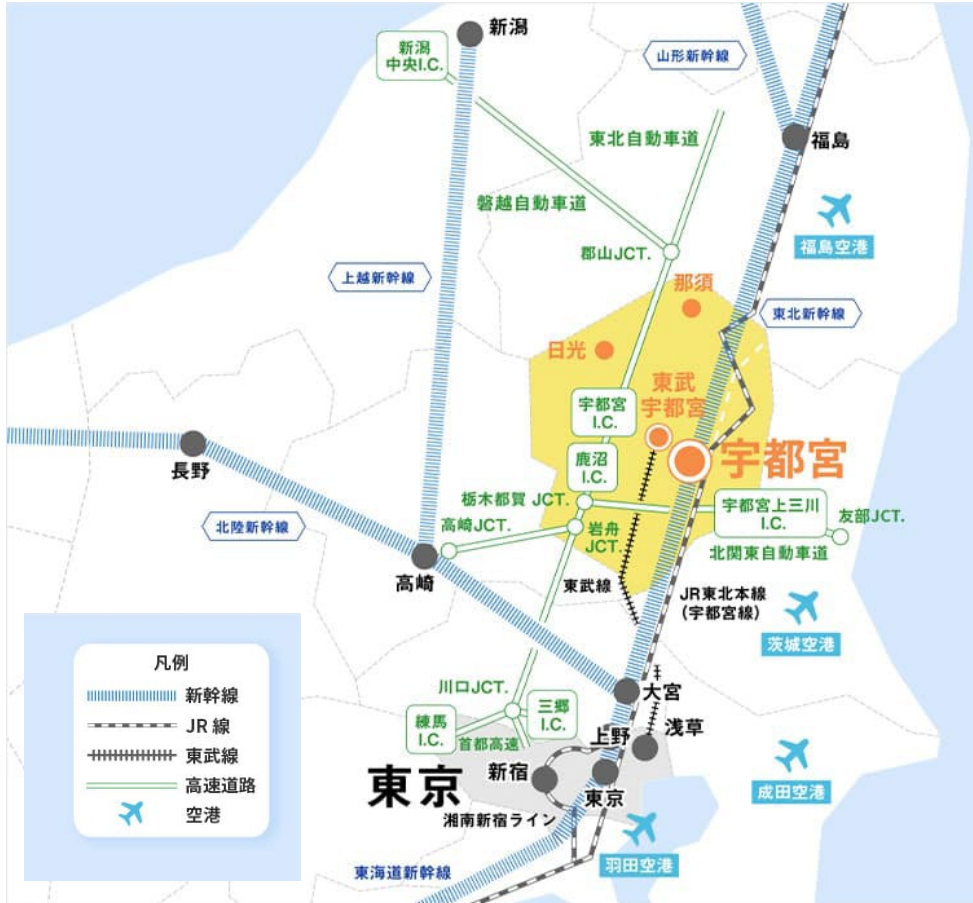 新潟
新潟
中央I.C.
山形新幹線
東北自動車道
福島
磐越自動車道
福島空港
郡山JCT.
上越新幹線
那須
東北新幹線
日光
東武
宇都宮
宇都宮
I.C.
宇都宮
長野
鹿沼
I.C.
栃木都賀 JCT.
宇都宮上三川
I.C.
友部JCT.
北陸新幹線
高崎JCT.
岩舟
JCT.
北関東自動車道
高崎
東武線
JR東北本線
(宇都宮線)
茨城空港
凡例
新幹線
JR 線
東武線
高速道路
空港
川口JCT.
大宮
練馬
I.C.
三郷
I.C.
首都高速
上野
浅草
東京
新宿
東京
成田空港
湘南新宿ライン
羽田空港
東海道新幹線